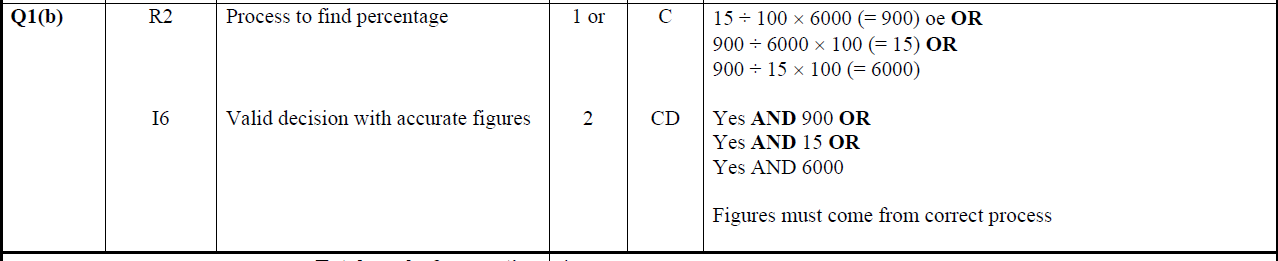 Q1(b) R2 Process to find percentage 1 or C 15 ÷ 100 × 6000 (= 900) oe OR
900 ÷ 6000 × 100 (= 15) OR
900 ÷ 15 × 100 (= 6000)
I6 Valid decision with accurate figures 2 CD Yes AND 900 OR
Yes AND 15 OR
Yes AND 6000
Figures must come from correct process